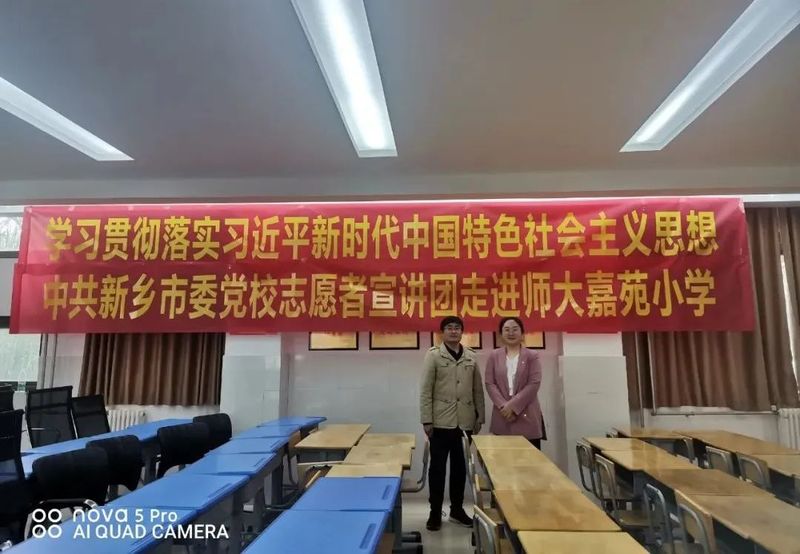 学习贯彻落实习近平新时代中国特色社会主义思想
中共新乡市委党校志愿者宣讲团走进师大嘉苑小学
nova 5 Pro
AI QUAD CAMERA